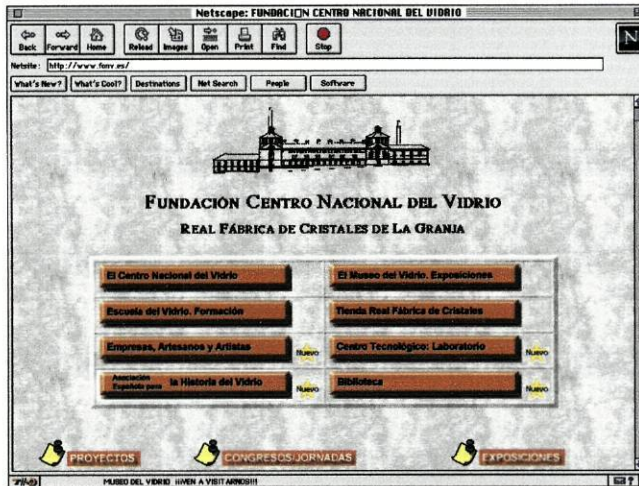 Netscape: FUNDACI▯N CENTRO NACIONAL DEL VIDRIO
Back Forward Home Reload Images Open Print Find Stop
N
Netsite: http://www.fcnv.es/
What's New? What's Cool? Destinations Net Search People Software
FUNDACIÓN CENTRO NACIONAL DEL VIDRIO
REAL FÁBRICA DE CRISTALES DE LA GRANJA
El Centro Nacional del Vidrio
El Museo del Vidrio. Exposiciones
Escuela del Vidrio. Formación
Tienda Real Fábrica de Cristales
Empresas, Artesanos y Artistas Nuevo
Centro Tecnológico: Laboratorio Nuevo
Asociación Española para la Historia del Vidrio Nuevo
Biblioteca Nuevo
PROYECTOS
CONGRESOS/JORNADAS
EXPOSICIONES
MUSEO DEL VIDRIO ¡¡¡VEN A VISITARNOS!!!